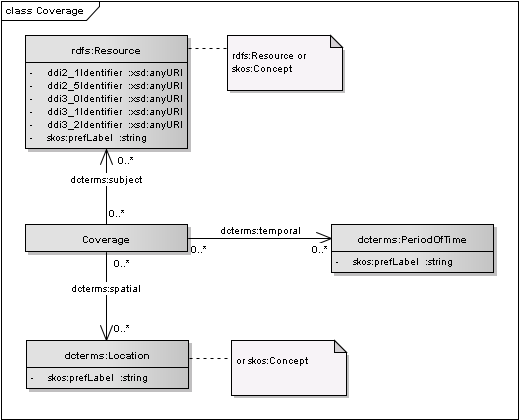 class Coverage
rdfs:Resource
- ddi2_1Identifier :xsd:anyURI
- ddi2_5Identifier :xsd:anyURI
- ddi3_0Identifier :xsd:anyURI
- ddi3_1Identifier :xsd:anyURI
- ddi3_2Identifier :xsd:anyURI
- skos:prefLabel :string
rdfs:Resource or
skos:Concept
0..*
dcterms:subject
0..*
Coverage
dcterms:temporal
0..*
0..*
dcterms:PeriodOfTime
- skos:prefLabel :string
0..*
dcterms:spatial
0..*
dcterms:Location
- skos:prefLabel :string
or skos:Concept